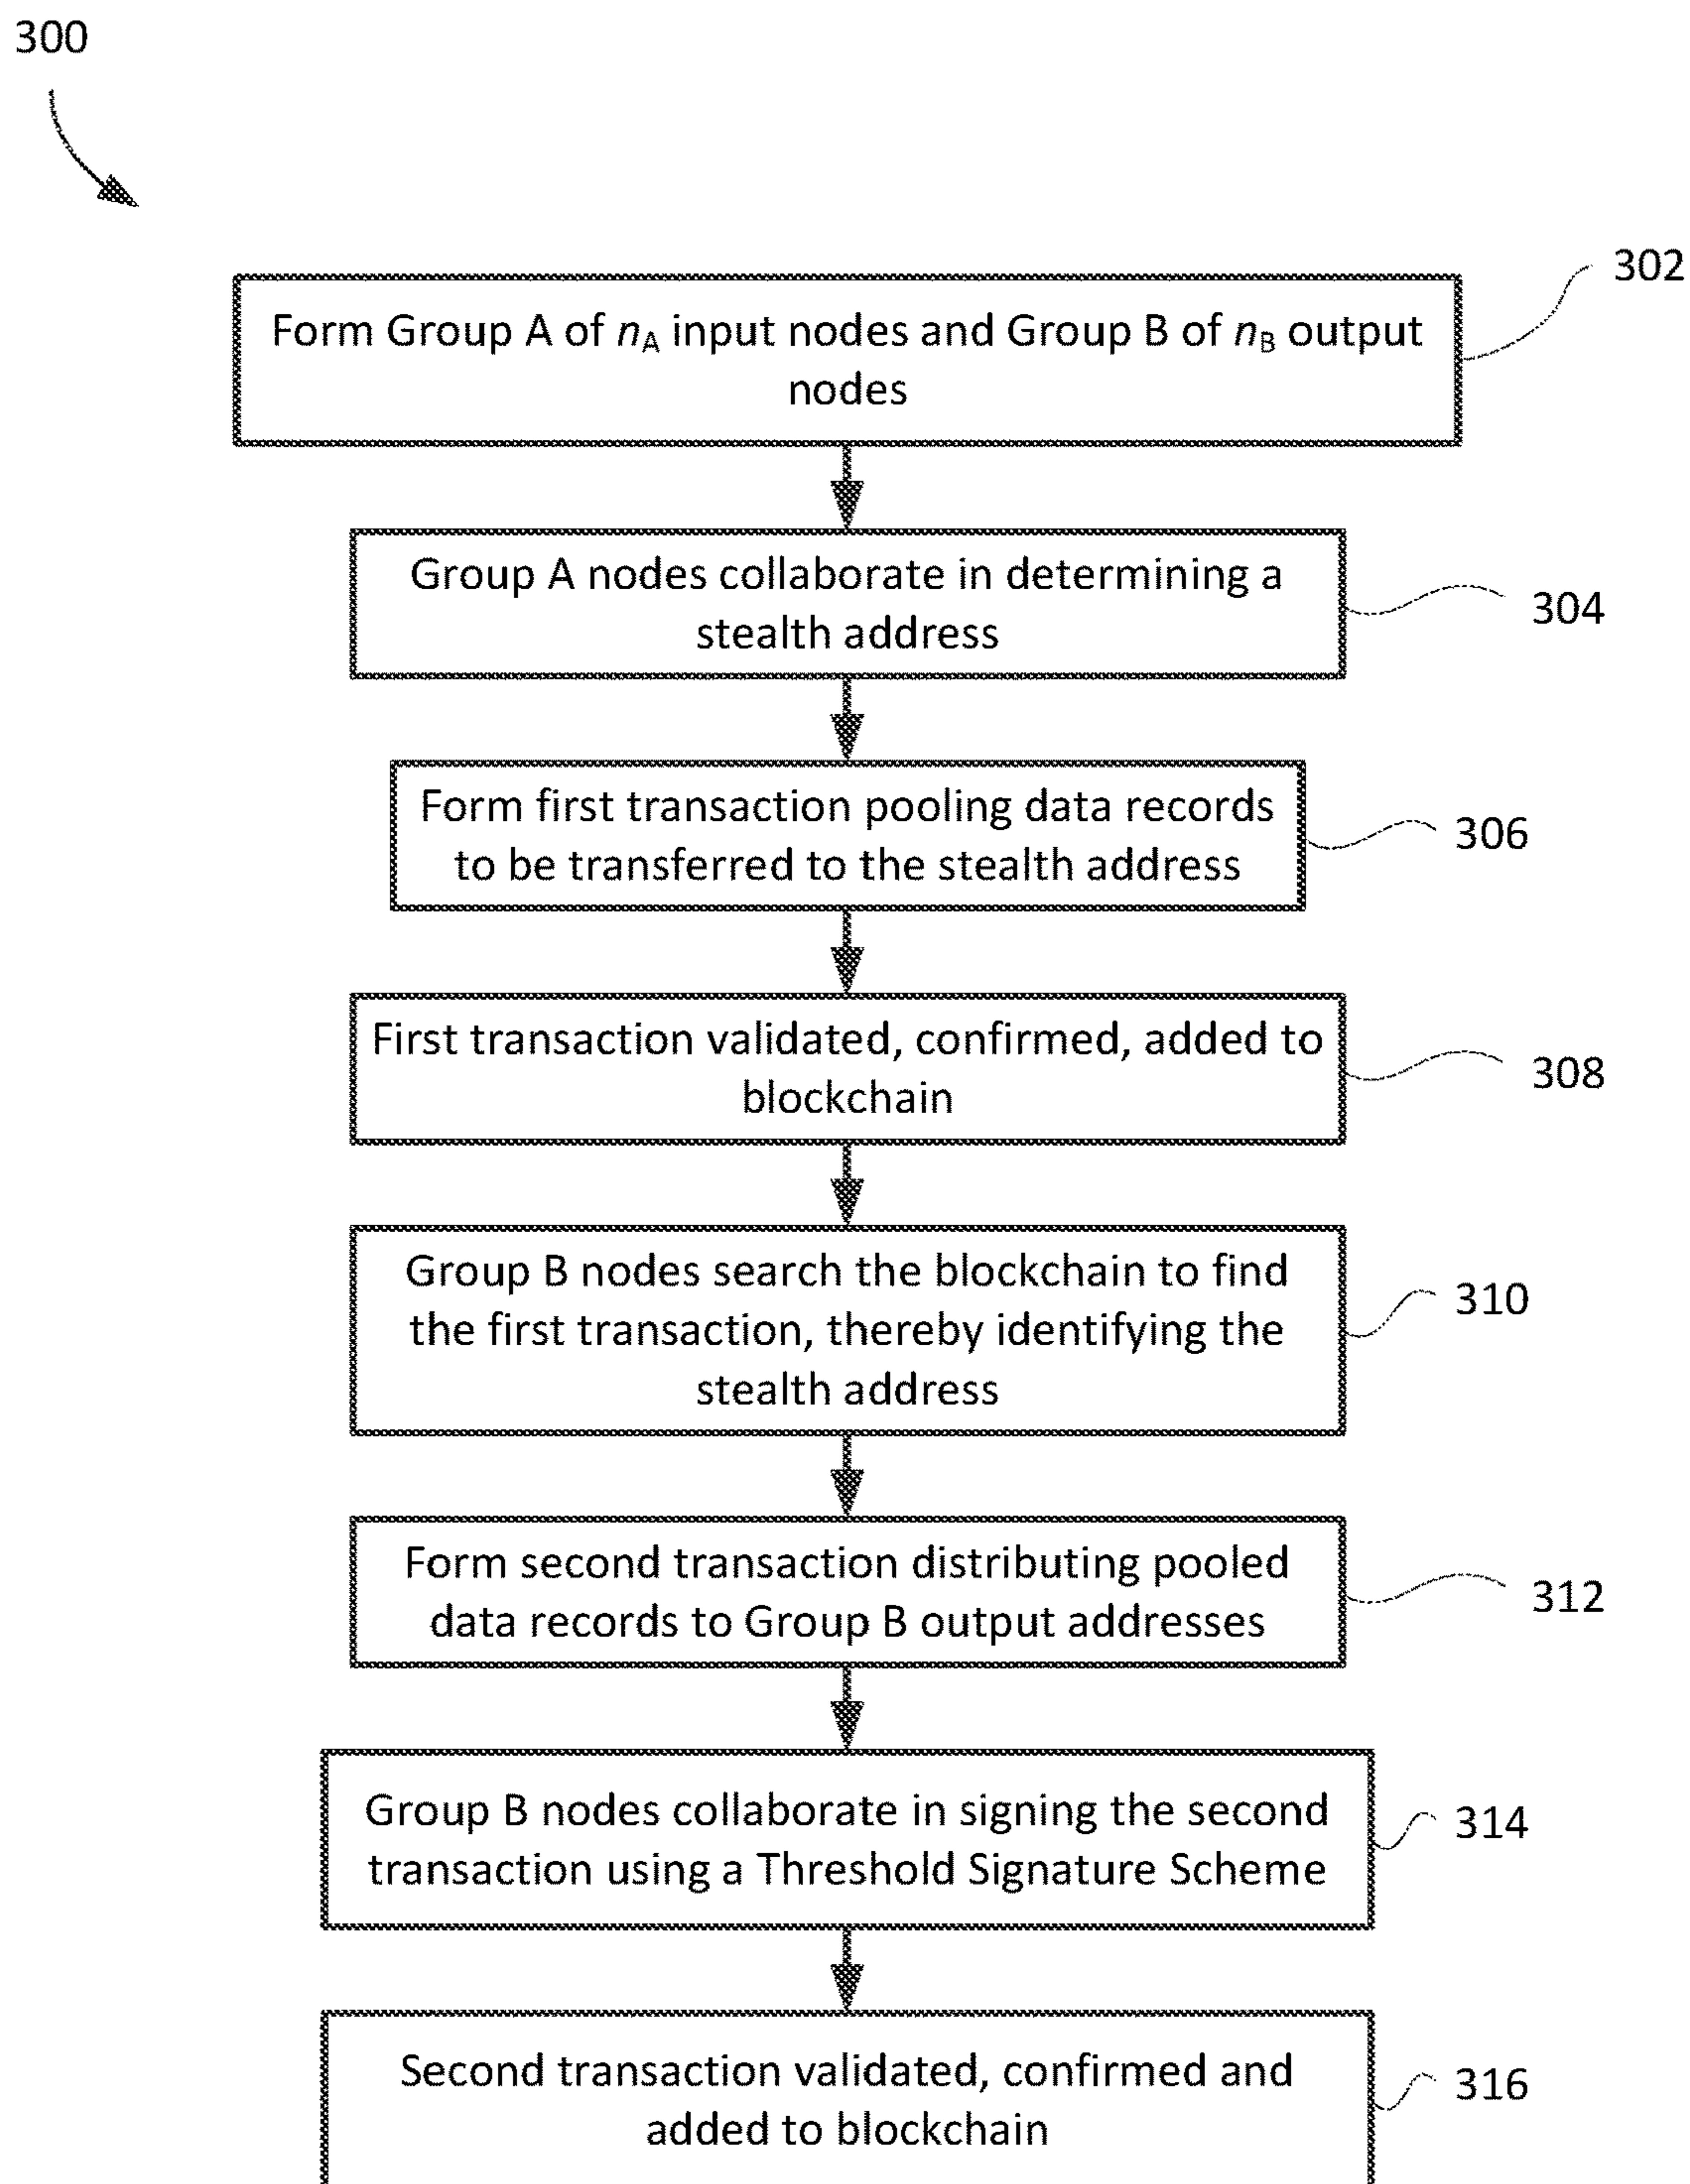 300
302
Form Group A of nA input nodes and Group B of nB output
nodes
Group A nodes collaborate in determining a
stealth address
304
Form first transaction pooling data records
to be transferred to the stealth address
306
First transaction validated, confirmed, added to
blockchain
308
Group B nodes search the blockchain to find
the first transaction, thereby identifying the
stealth address
310
Form second transaction distributing pooled
data records to Group B output addresses
312
Group B nodes collaborate in signing the second
transaction using a Threshold Signature Scheme
314
Second transaction validated, confirmed and
added to blockchain
316